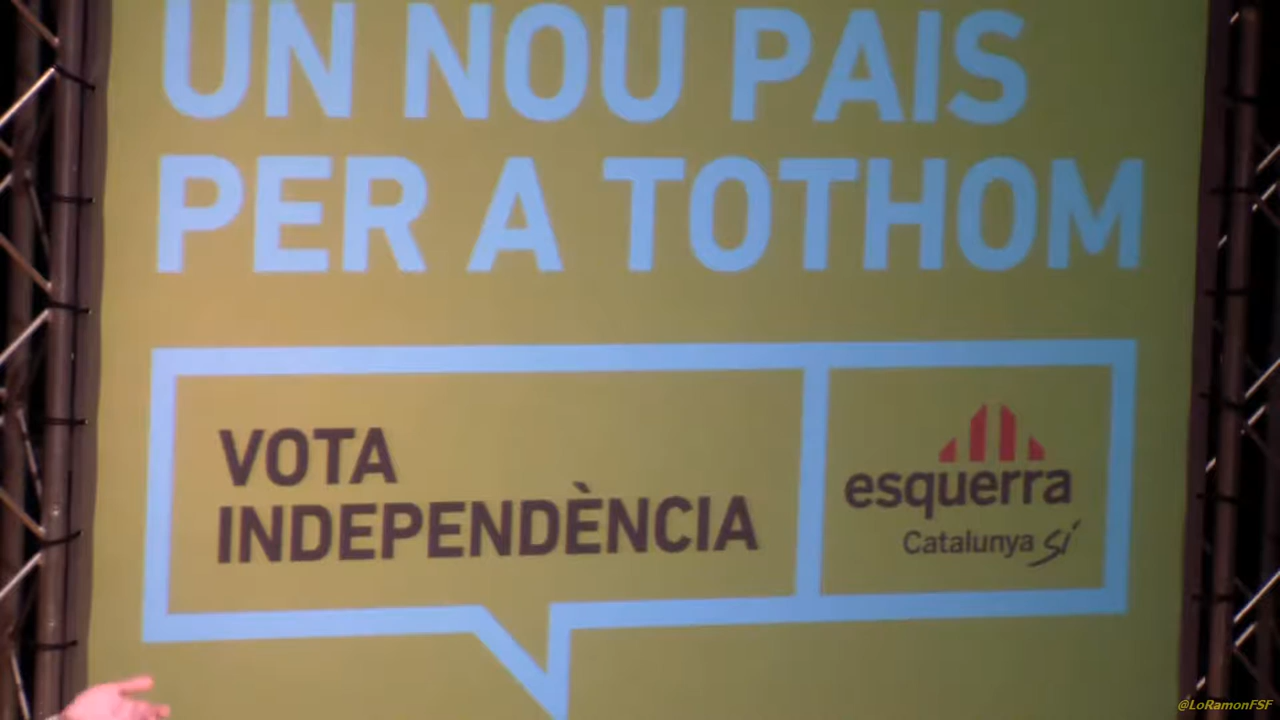 UN NOU PAIS
PER A TOTHOM
VOTA
INDEPENDÈNCIA
esquerra
Catalunya Sí
@LoRamonFSF